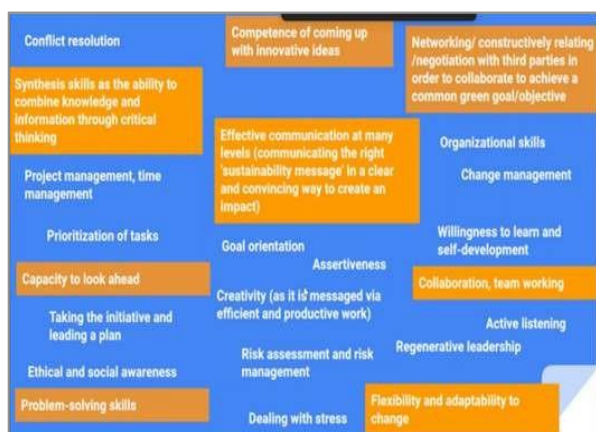 Conflict resolution
Competence of coming up
with innovative ideas
Networking/ constructively relating
/negotiation with third parties in
order to collaborate to achieve a
common green goal/objective
Synthesis skills as the ability to
combine knowledge and
information through critical
thinking
Effective communication at many
levels (communicating the right
'sustainability message' in a clear
and convincing way to create an
impact)
Organizational skills
Project management, time
management
Change management
Prioritization of tasks
Goal orientation
Willingness to learn and
self-development
Assertiveness
Capacity to look ahead
Collaboration, team working
Creativity (as it is messaged via
efficient and productive work)
Taking the initiative and
leading a plan
Active listening
Regenerative leadership
Risk assessment and risk
management
Ethical and social awareness
Problem-solving skills
Flexibility and adaptability to
change
Dealing with stress